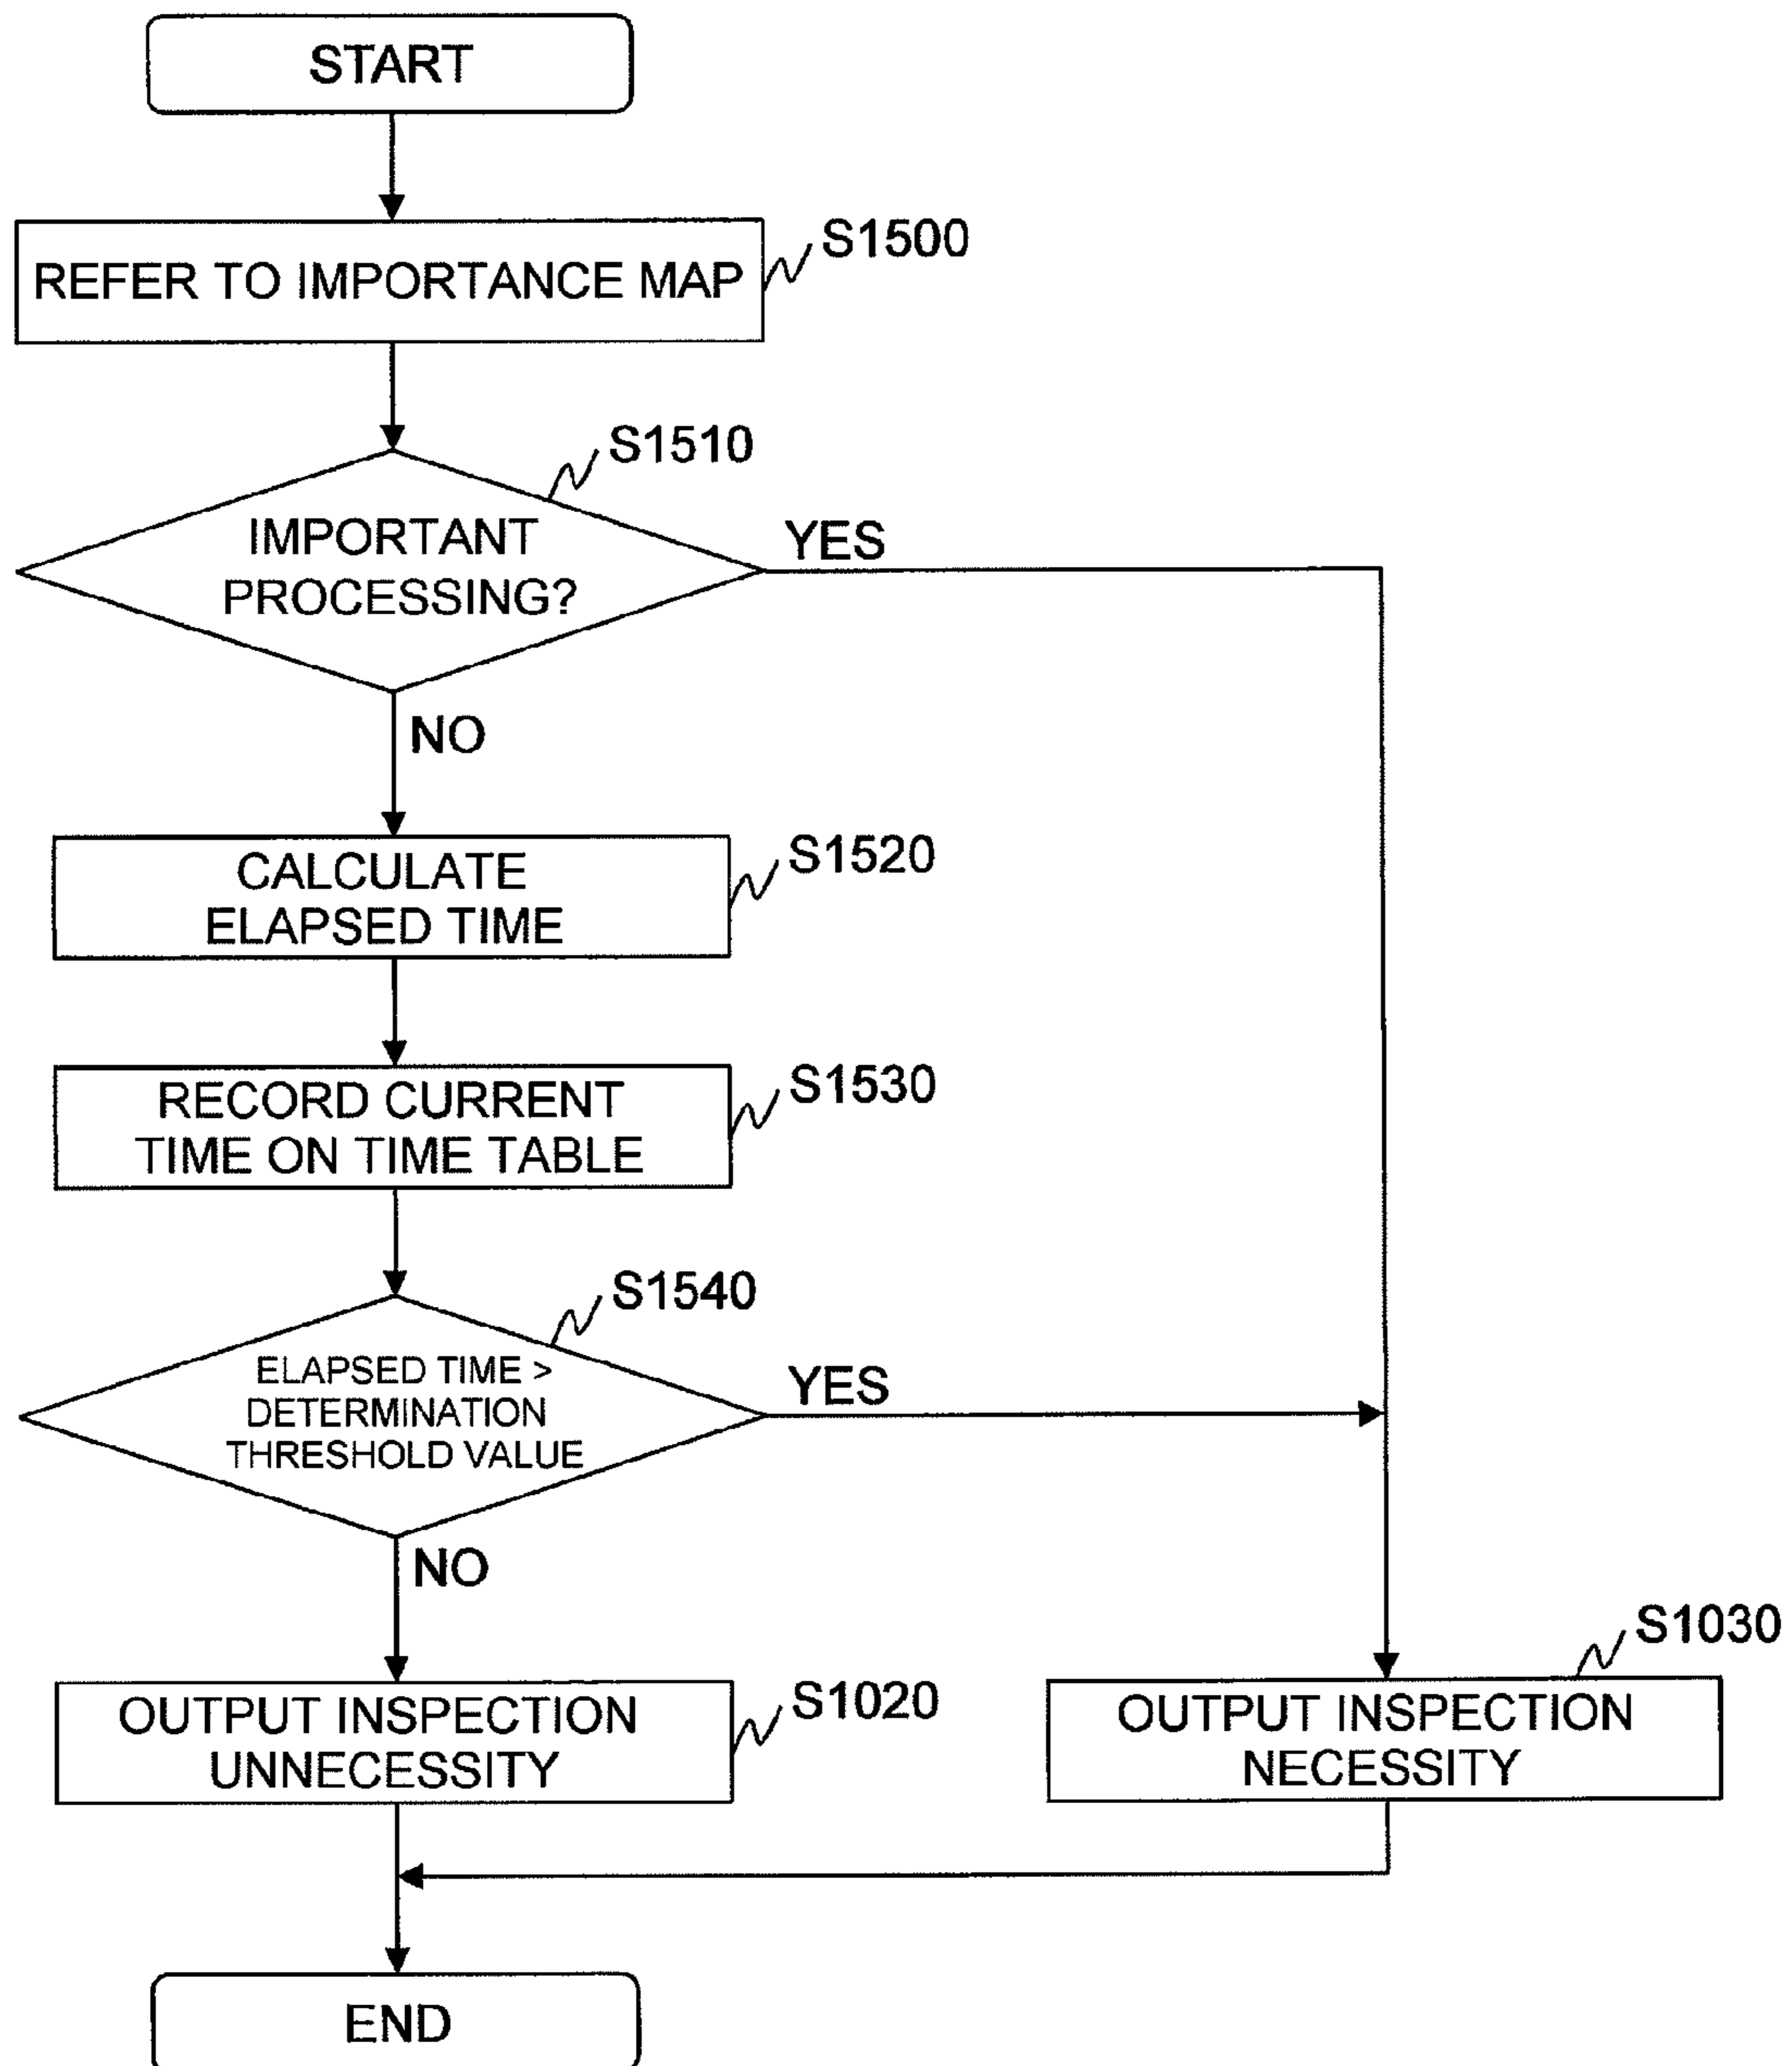 START
REFER TO IMPORTANCE MAP
S1500
S1510
IMPORTANT
PROCESSING?
YES
NO
CALCULATE
ELAPSED TIME
S1520
RECORD CURRENT
TIME ON TIME TABLE
S1530
S1540
ELAPSED TIME >
DETERMINATION
THRESHOLD VALUE
YES
NO
OUTPUT INSPECTION
UNNECESSITY
S1020
S1030
OUTPUT INSPECTION
NECESSITY
END